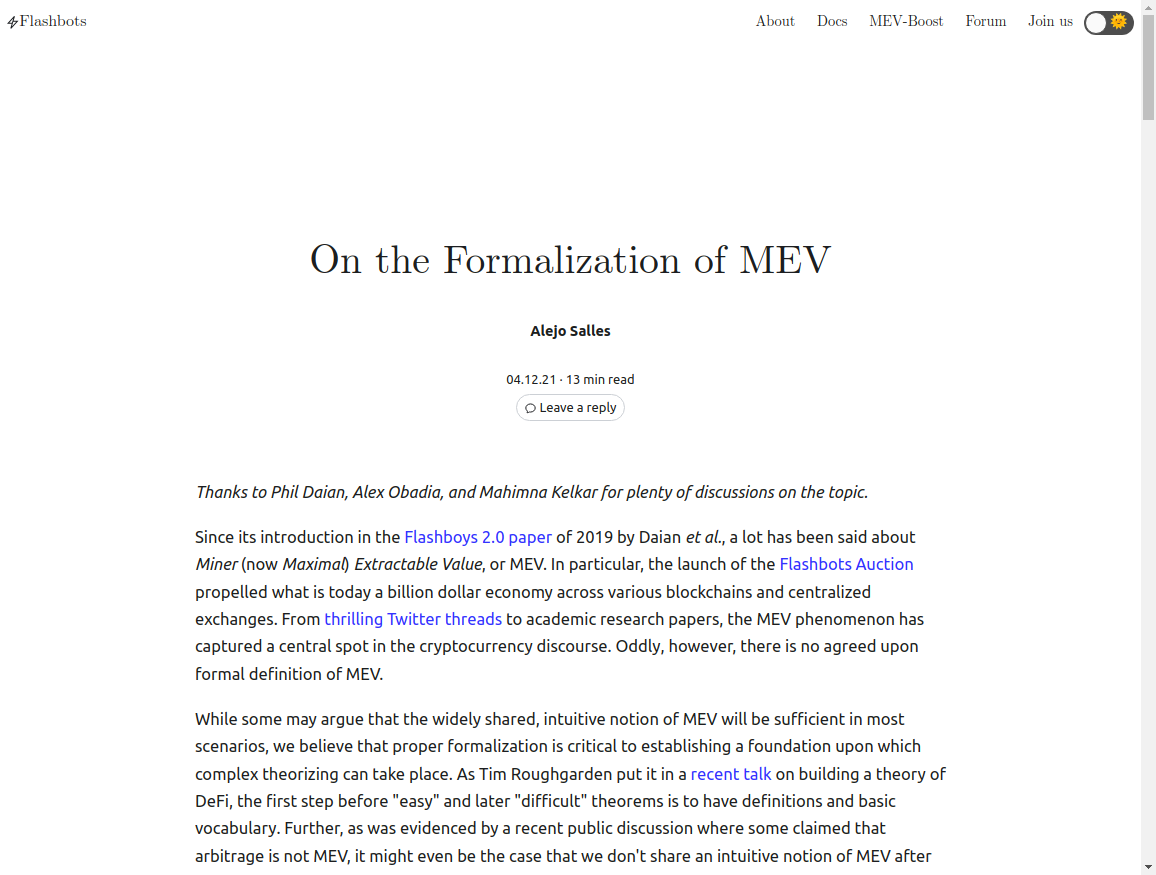 Flashbots
About Docs MEV-Boost Forum Join us
On the Formalization of MEV
Alejo Salles
04.12.21 · 13 min read
Leave a reply
Thanks to Phil Daian, Alex Obadia, and Mahimna Kelkar for plenty of discussions on the topic.
Since its introduction in the Flashboys 2.0 paper of 2019 by Daian et al., a lot has been said about
Miner (now Maximal) Extractable Value, or MEV. In particular, the launch of the Flashbots Auction
propelled what is today a billion dollar economy across various blockchains and centralized
exchanges. From thrilling Twitter threads to academic research papers, the MEV phenomenon has
captured a central spot in the cryptocurrency discourse. Oddly, however, there is no agreed upon
formal definition of MEV.
While some may argue that the widely shared, intuitive notion of MEV will be sufficient in most
scenarios, we believe that proper formalization is critical to establishing a foundation upon which
complex theorizing can take place. As Tim Roughgarden put it in a recent talk on building a theory of
DeFi, the first step before "easy" and later "difficult" theorems is to have definitions and basic
vocabulary. Further, as was evidenced by a recent public discussion where some claimed that
arbitrage is not MEV, it might even be the case that we don't share an intuitive notion of MEV after